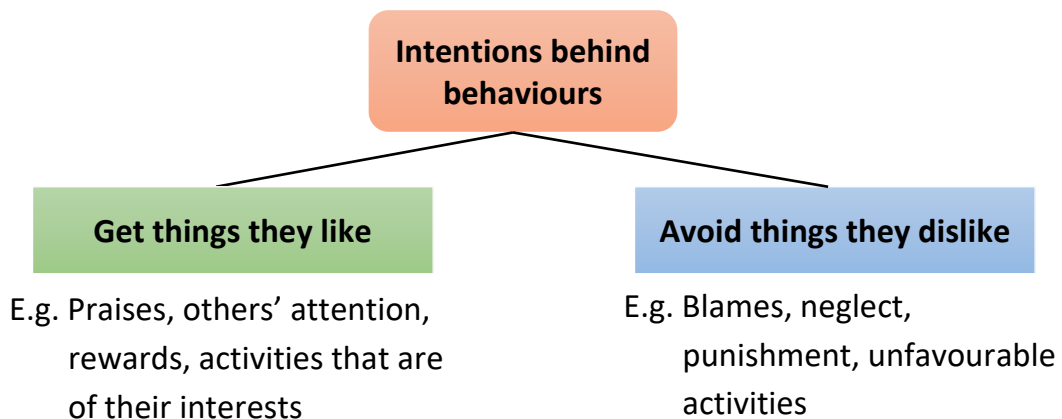 Intentions behind
behaviours
Get things they like
Avoid things they dislike
E.g. Praises, others’ attention,
rewards, activities that are
of their interests
E.g. Blames, neglect,
punishment, unfavourable
activities